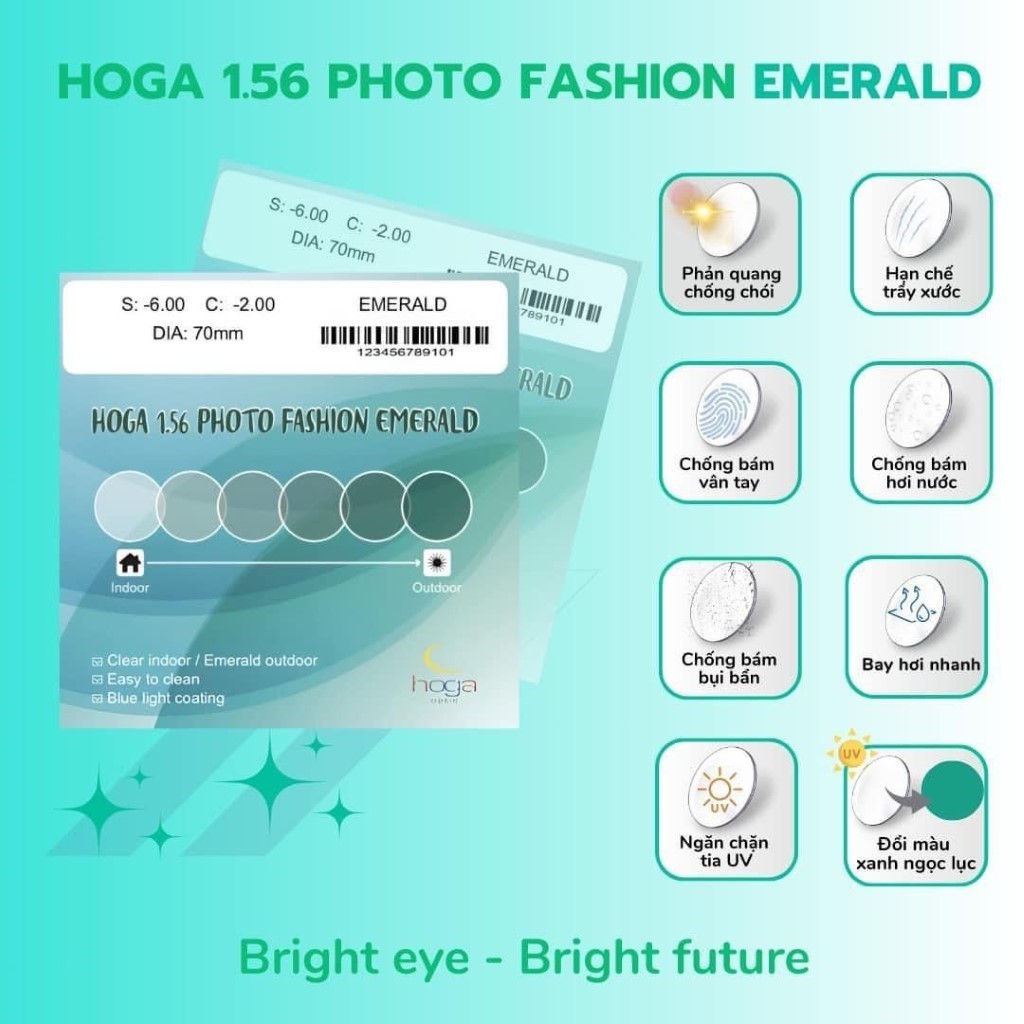 HOGA 1.56 PHOTO FASHION EMERALD
S: -6.00 C: -2.00
DIA: 70mm
EMERALD
789101
RALD
S: -6.00 C: -2.00
EMERALD
DIA: 70mm
123456789101
HOGA 1.56 PHOTO FASHION EMERALD
Indoor
Outdoor
Clear indoor / Emerald outdoor
Easy to clean
Blue light coating
hoga
Phản quang
chống chói
Hạn chế
trầy xước
Chống bám
vân tay
Chống bám
hơi nước
Chống bám
bụi bẩn
Bay hơi nhanh
UV
Ngăn chặn
tia UV
UV
Đổi màu
xanh ngọc lục
Bright eye - Bright future